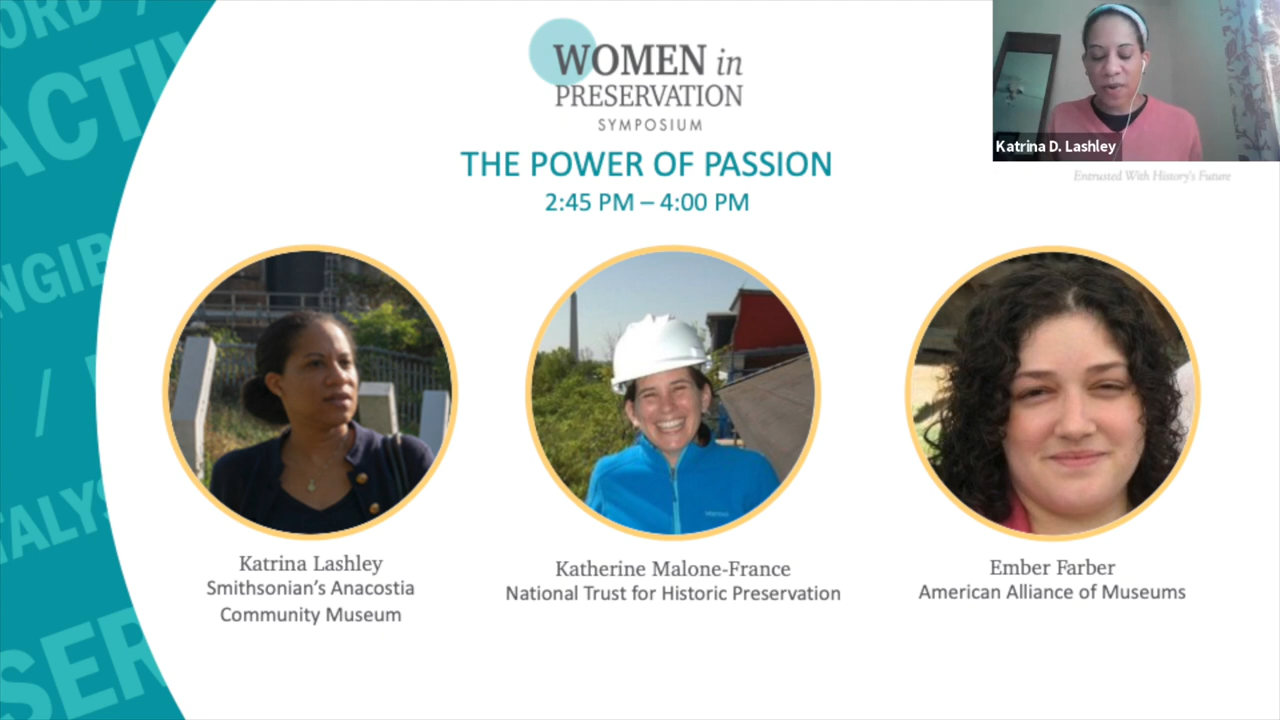 WOMEN in
PRESERVATION
SYMPOSIUM
THE POWER OF PASSION
2:45 PM – 4:00 PM
Katrina D. Lashley
Entrusted With History's Future
Katrina Lashley
Smithsonian's Anacostia
Community Museum
Katherine Malone-France
National Trust for Historic Preservation
Ember Farber
American Alliance of Museums